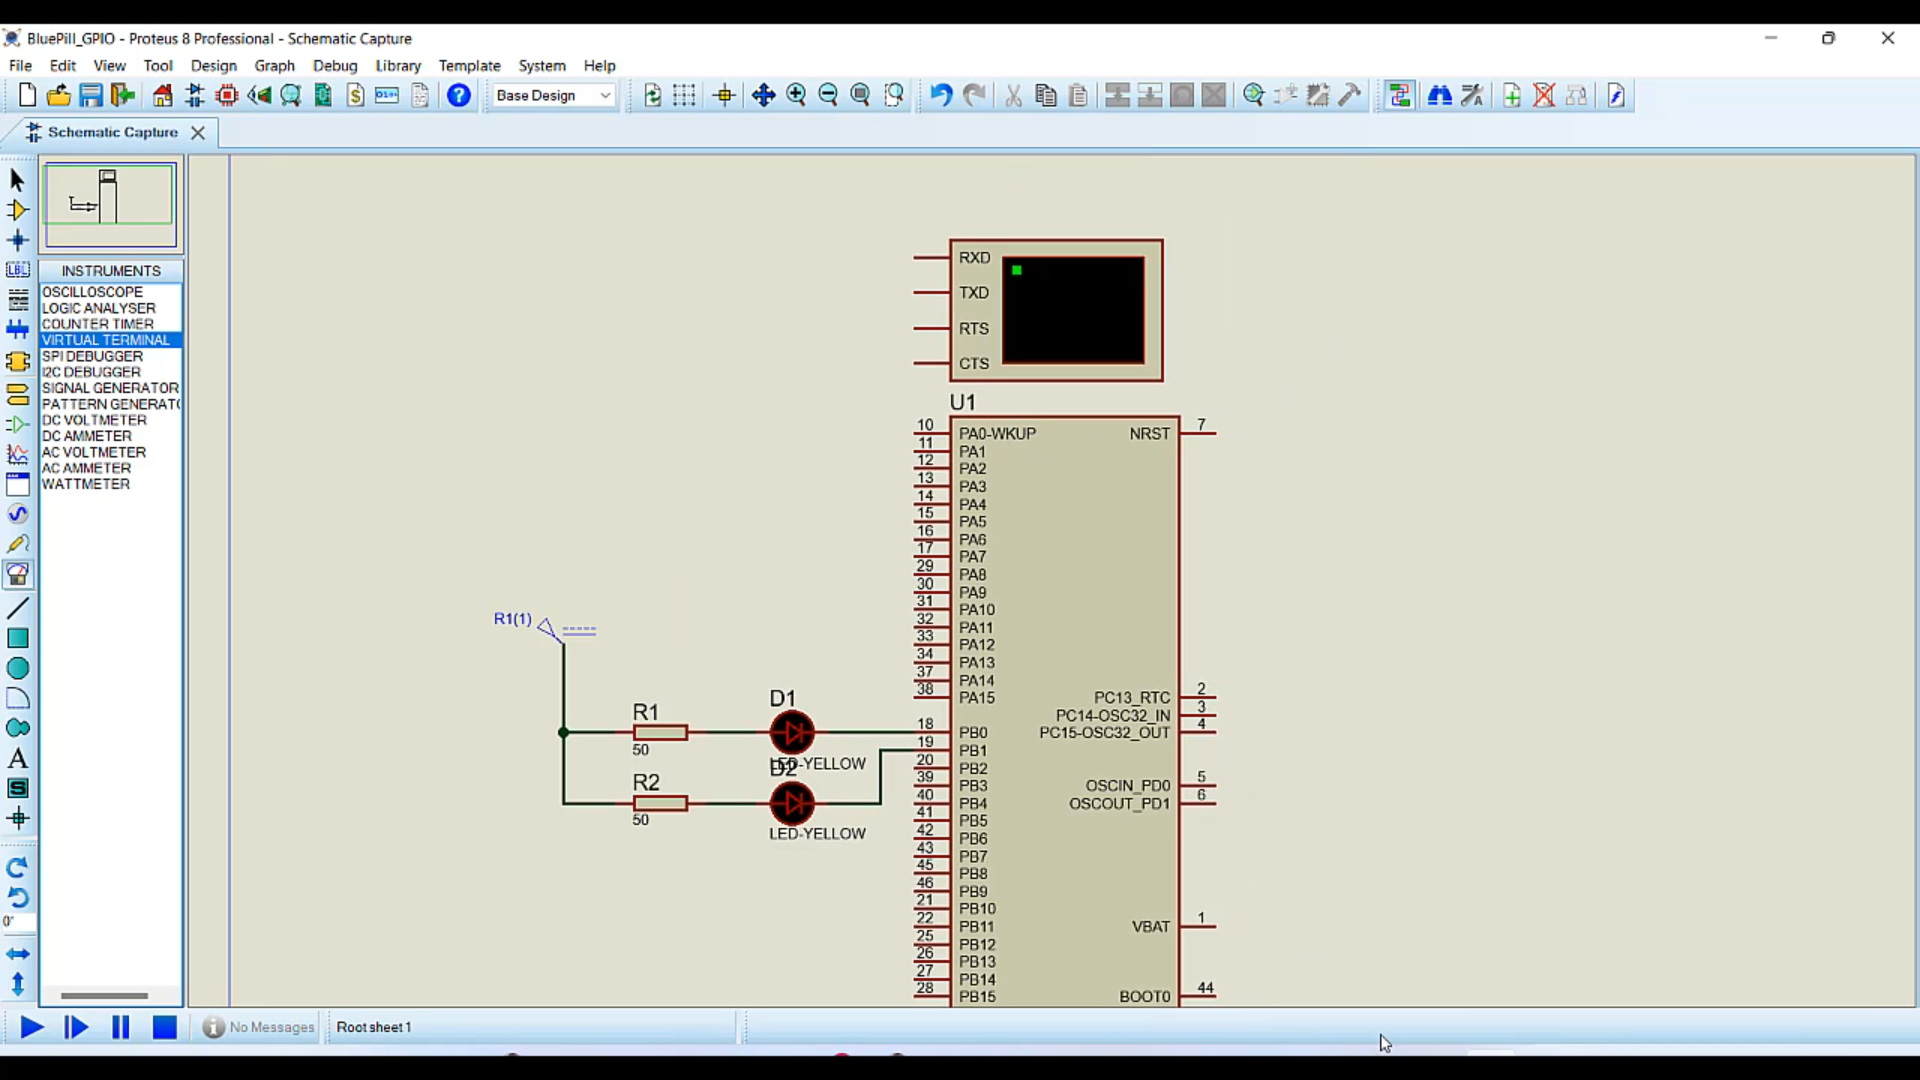 BluePill_GPIO - Proteus 8 Professional - Schematic Capture
File Edit View Tool Design Graph Debug Library Template System Help
Base Design
Schematic Capture
INSTRUMENTS
OSCILLOSCOPE
LOGIC ANALYSER
COUNTER TIMER
VIRTUAL TERMINAL
SPI DEBUGGER
I2C DEBUGGER
SIGNAL GENERATOR
PATTERN GENERAT
DC VOLTMETER
DC AMMETER
AC VOLTMETER
AC AMMETER
WATTMETER
LBL
A
S
0°
RXD
TXD
RTS
CTS
U1
10 PA0-WKUP NRST 7
11 PA1
12 PA2
13 PA3
14 PA4
15 PA5
16 PA6
17 PA7
29 PA8
30 PA9
31 PA10
32 PA11
33 PA12
34 PA13
37 PA14
38 PA15 PC13_RTC 2
PC14-OSC32_IN 3
18 PB0 PC15-OSC32_OUT 4
19 PB1
20 PB2
39 PB3 OSCIN_PD0 5
40 PB4 OSCOUT_PD1 6
41 PB5
42 PB6
43 PB7
45 PB8
46 PB9
21 PB10
22 PB11 VBAT 1
25 PB12
26 PB13
27 PB14
28 PB15 BOOT0 44
R1(1)
R1
50
D1
LED-YELLOW
R2
50
D2
LED-YELLOW
No Messages
Root sheet 1